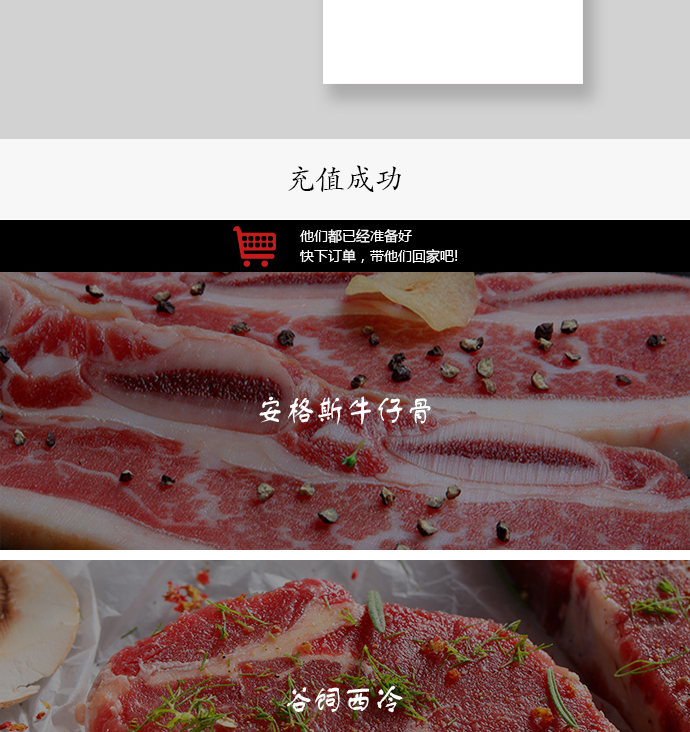 充值成功
他们都已经准备好
快下订单，带他们回家吧!
安格斯牛仔骨
谷饲西冷